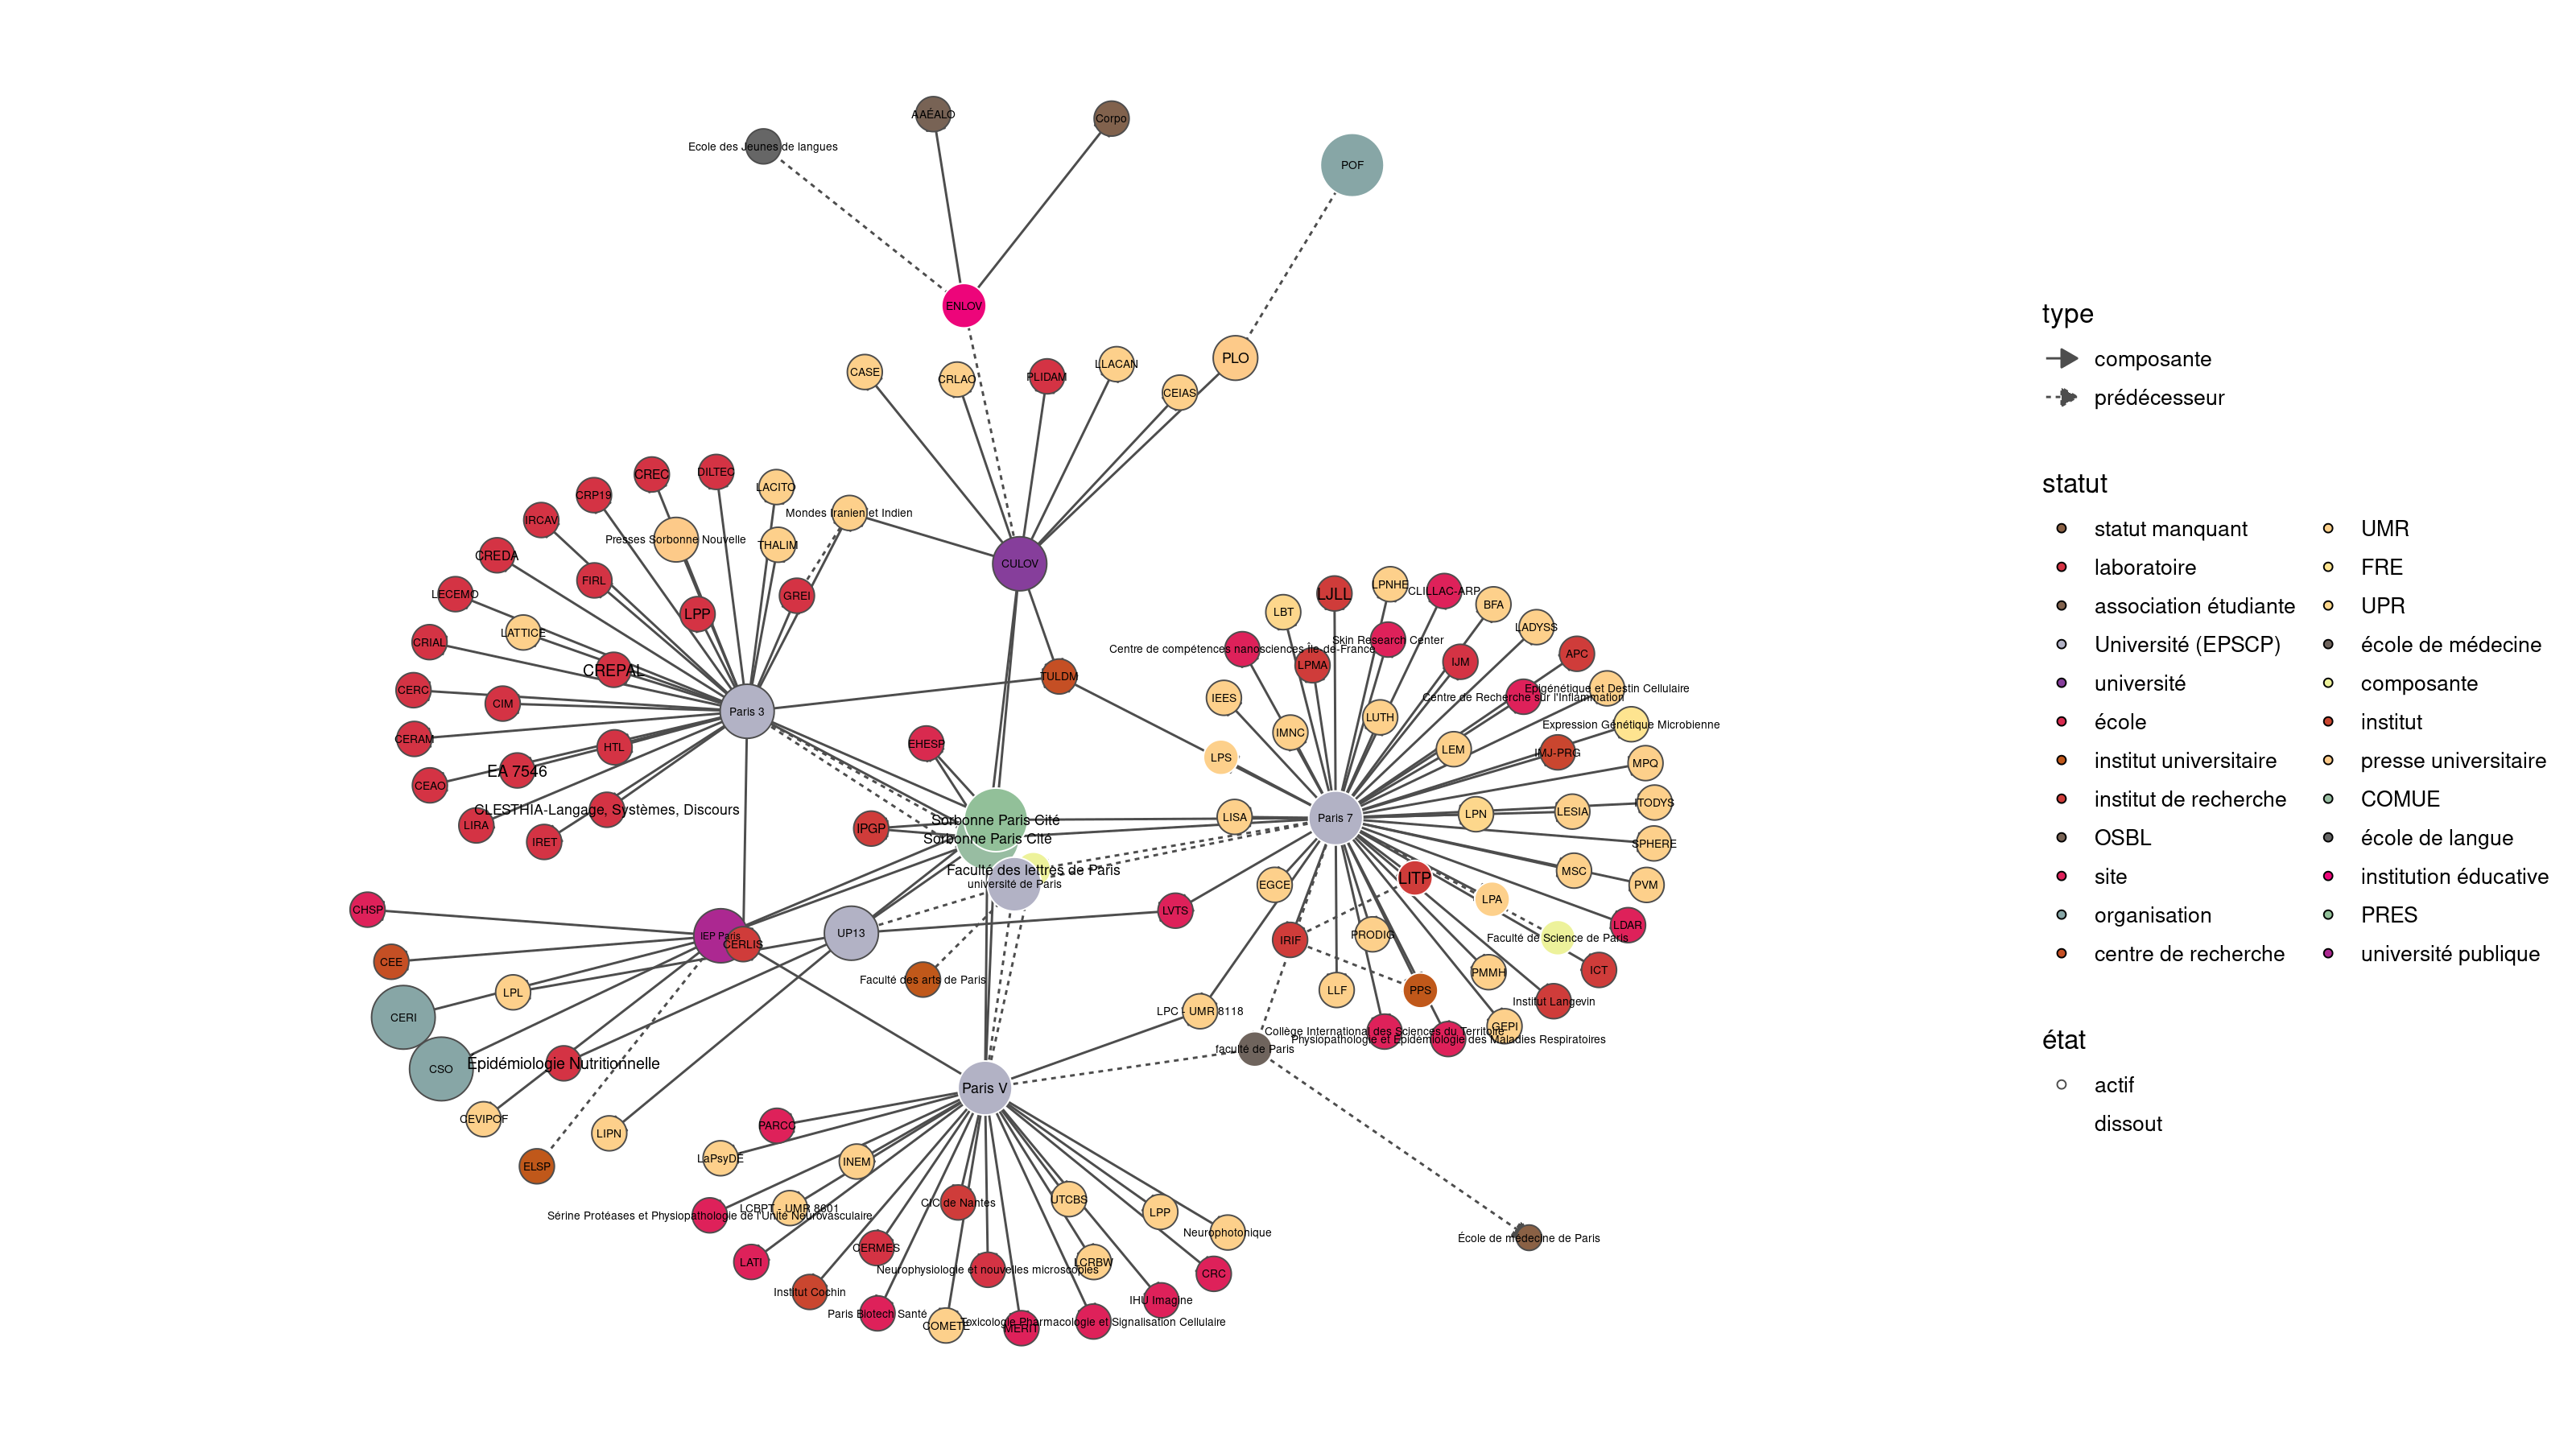 AAÉALO
Corpo
Ecole des Jeunes de langues
POF
ENLOV
PLO
LLACAN
CASE
CRLAO
PLIDAM
CEIAS
CREC
DILTEC
LACITO
CRP19
Mondes Iranien et Indien
IRCAV
Presses Sorbonne Nouvelle
THALIM
CREDA
CULOV
FIRL
GREI
LECEMO
LPP
LATTICE
CRIAL
CREPAL
TULDM
CERC
CIM
Paris 3
CERAM
HTL
EHESP
EA 7546
CEAO
CLESTHIA-Langage, Systèmes, Discours
LIRA
IRET
IPGP
Sorbonne Paris Cité
Sorbonne Paris Cité
Faculté des lettres de Paris
université de Paris
LJLL
LPNHE
CLILLAC-ARP
LBT
BFA
LADYSS
Skin Research Center
Centre de compétences nanosciences Île-de-France
LPMA
IJM
APC
IEES
Epigénétique et Destin Cellulaire
Centre de Recherche sur l'Inflammation
LUTH
Expression Génétique Microbienne
IMNC
LEM
IMJ-PRG
LPS
MPQ
LISA
Paris 7
LPN
LESIA
ITODYS
SPHERE
MSC
EGCE
LITP
PVM
LPA
LVTS
LDAR
IRIF
PRODIG
Faculté de Science de Paris
PMMH
ICT
LLF
PPS
Institut Langevin
LPC - UMR 8118
GEPI
Collège International des Sciences du Territoire
Physiopathologie et Epidémiologie des Maladies Respiratoires
faculté de Paris
CHSP
IEP Paris
CERLIS
UP13
CEE
Faculté des arts de Paris
LPL
CERI
CSO
Epidémiologie Nutritionnelle
CEVIPOF
LIPN
ELSP
Paris V
PARCC
LaPsyDE
INEM
LCBPT - UMR 8601
Sérine Protéases et Physiopathologie de l'Unité Neurovasculaire
CIC de Nantes
UTCBS
LPP
Neurophotonique
École de médecine de Paris
LATI
CERMES
Neurophysiologie et nouvelles microscopies
LCRBW
CRC
Institut Cochin
IHU Imagine
Paris Biotech Santé
COMETE
MERIT
Toxicologie Pharmacologie et Signalisation Cellulaire
type
composante
prédécesseur
statut
statut manquant
laboratoire
association étudiante
Université (EPSCP)
université
école
institut universitaire
institut de recherche
OSBL
site
organisation
centre de recherche
UMR
FRE
UPR
école de médecine
composante
institut
presse universitaire
COMUE
école de langue
institution éducative
PRES
université publique
état
actif
dissout